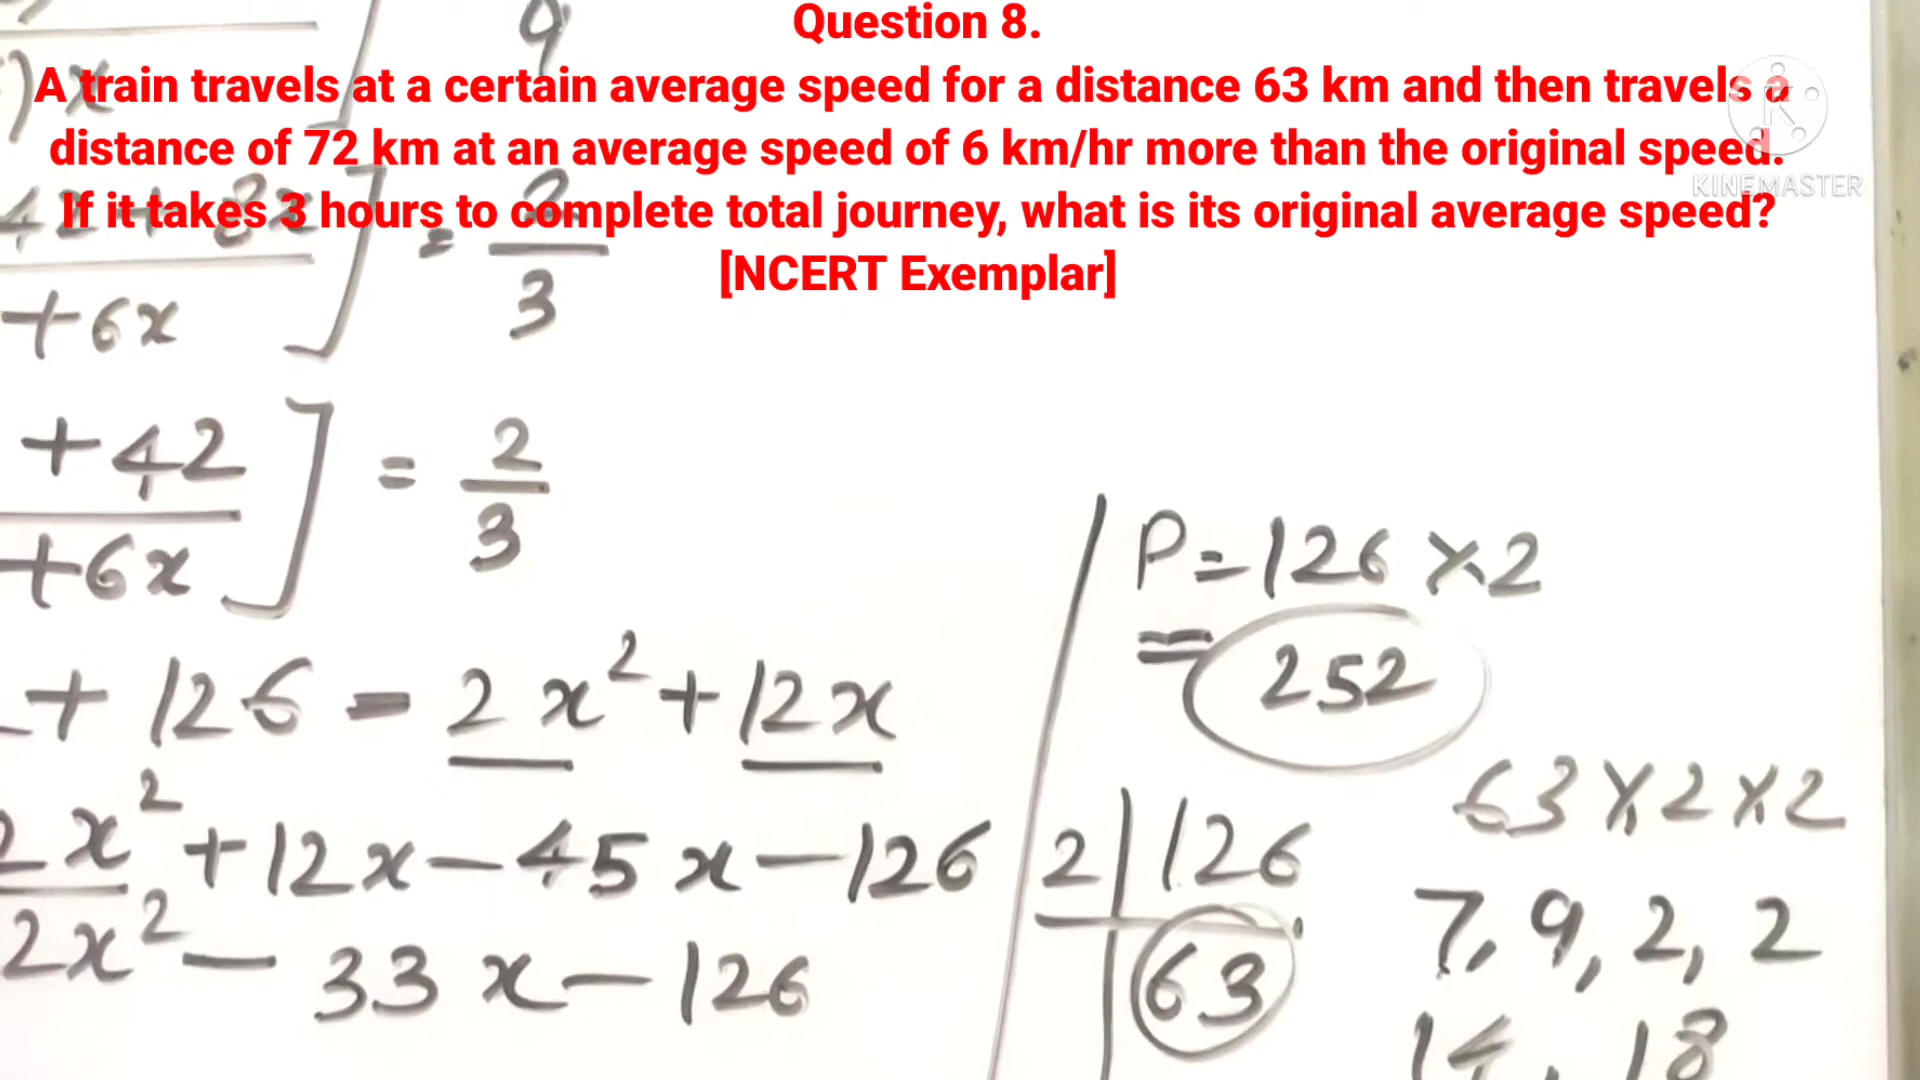 9
Question 8.
)x
A train travels at a certain average speed for a distance 63 km and then travels a
distance of 72 km at an average speed of 6 km/hr more than the original speed.
KINEMASTER
If it takes 3 hours to complete total journey, what is its original average speed?
[NCERT Exemplar]
42 + 8x ] = 2/3
+6x
+42 ] = 2/3
+6x
+ 126 = 2x² + 12x
2x² + 12x - 45x - 126
2x² - 33x - 126
P = 126 × 2
= 252
2 | 126
63
63 × 2 × 2
7, 9, 2, 2
14, 18